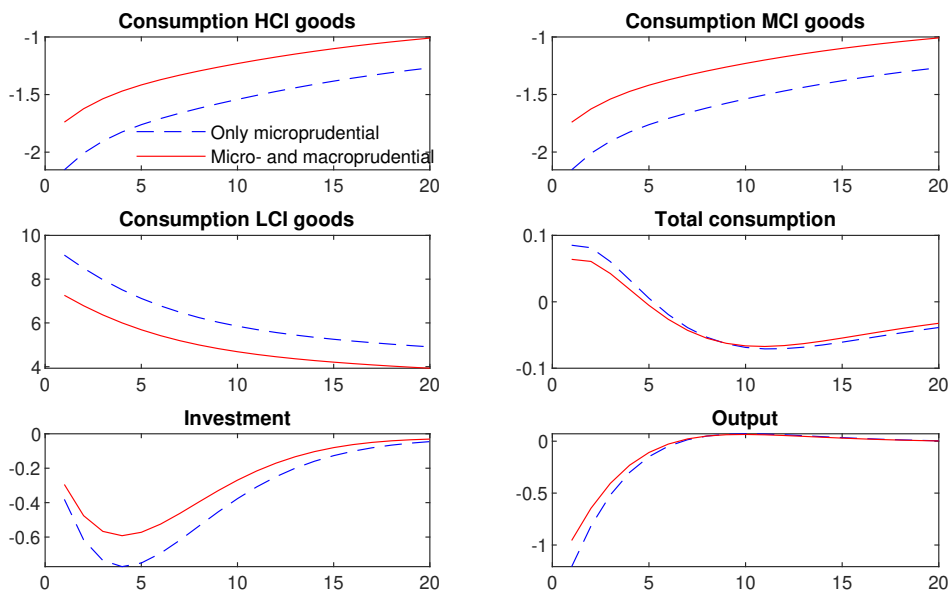 Consumption HCI goods
-1
-1.5
-2
Only microprudential
Micro- and macroprudential
0 5 10 15 20
Consumption MCI goods
-1
-1.5
-2
0 5 10 15 20
Consumption LCI goods
10
8
6
4
0 5 10 15 20
Total consumption
0.1
0
-0.1
0 5 10 15 20
Investment
0
-0.2
-0.4
-0.6
0 5 10 15 20
Output
0
-0.5
-1
0 5 10 15 20